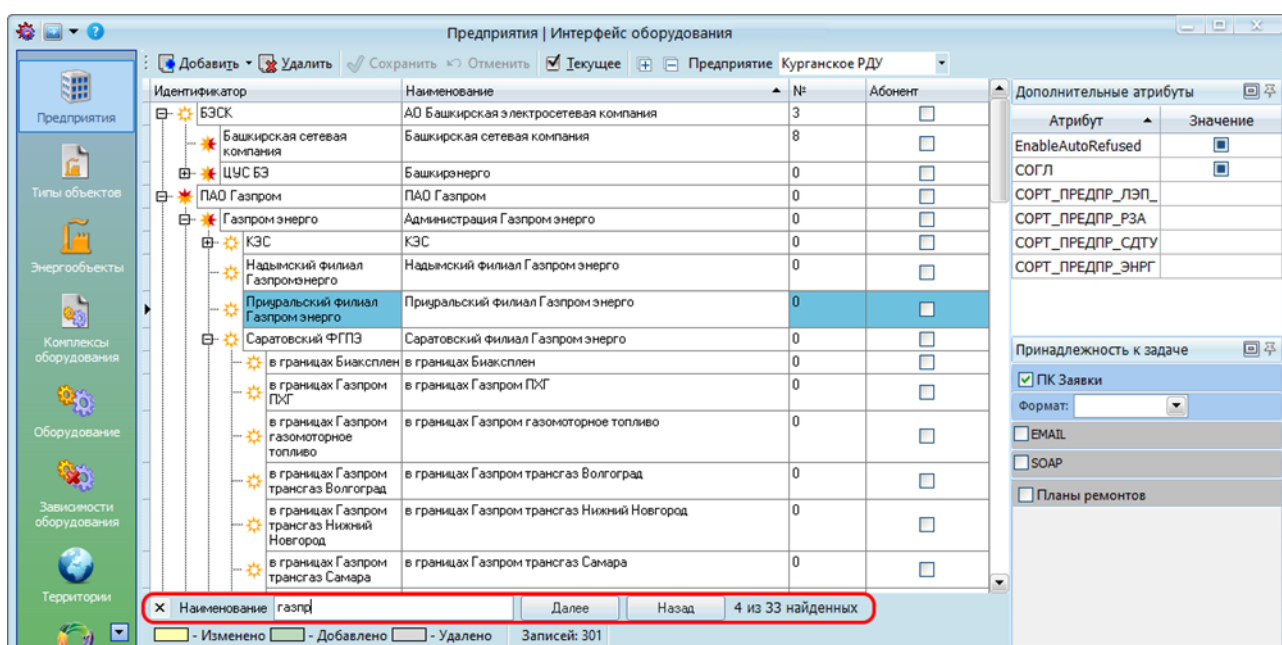 Предприятия | Интерфейс оборудования
Добавить Удалить Сохранить Отменить Текущее Предприятие Курганское РДУ
Предприятия
Типы объектов
Энергообъекты
Комплексы
оборудования
Оборудование
Зависимости
оборудования
Территории
Идентификатор Наименование № Абонент
БЭСК АО Башкирская электросетевая компания 3
Башкирская сетевая Башкирская сетевая компания 8
компания
ЦУС БЭ Башкирэнерго 0
ПАО Газпром ПАО Газпром 0
Газпром энерго Администрация Газпром энерго 0
КЭС КЭС 0
Надымский филиал Надымский филиал Газпром энерго 0
Газпромэнерго
Приуральский филиал Приуральский филиал Газпром энерго 0
Газпром энерго
Саратовский ФГПЭ Саратовский филиал Газпром энерго 0
в границах Биаксплен в границах Биаксплен 0
в границах Газпром в границах Газпром ПХГ 0
ПХГ
в границах Газпром в границах Газпром газомоторное топливо 0
газомоторное
топливо
в границах Газпром в границах Газпром трансгаз Волгоград 0
трансгаз Волгоград
в границах Газпром в границах Газпром трансгаз Нижний Новгород 0
трансгаз Нижний
Новгород
в границах Газпром в границах Газпром трансгаз Самара 0
трансгаз Самара
Наименование газпр Далее Назад 4 из 33 найденных
- Изменено - Добавлено - Удалено Записей: 301
Дополнительные атрибуты
Атрибут Значение
EnableAutoRefused
СОГЛ
СОРТ_ПРЕДПР_ЛЭП_
СОРТ_ПРЕДПР_РЗА
СОРТ_ПРЕДПР_СДТУ
СОРТ_ПРЕДПР_ЭНРГ
Принадлежность к задаче
ПК Заявки
Формат:
EMAIL
SOAP
Планы ремонтов